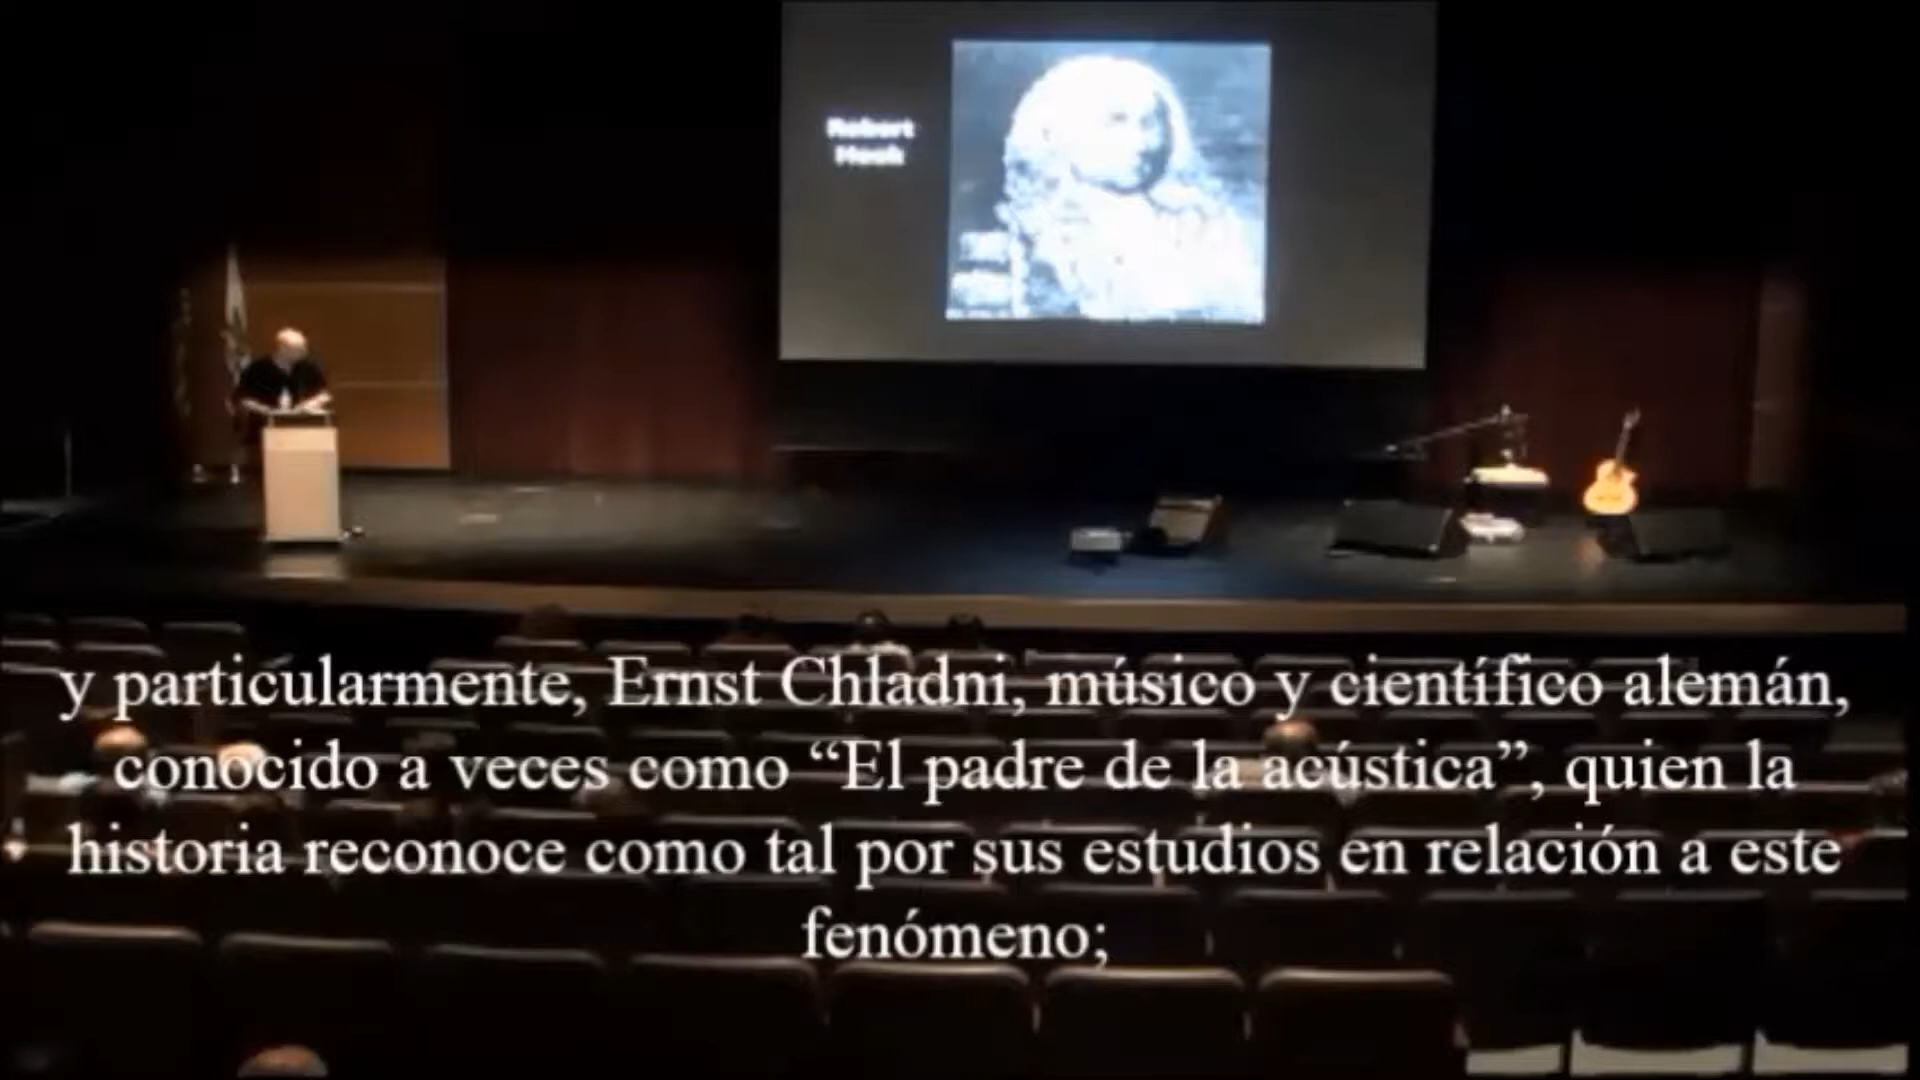 Robert
Hook
y particularmente, Ernst Chladni, músico y científico alemán,
conocido a veces como “El padre de la acústica”, quien la
historia reconoce como tal por sus estudios en relación a este
fenómeno;